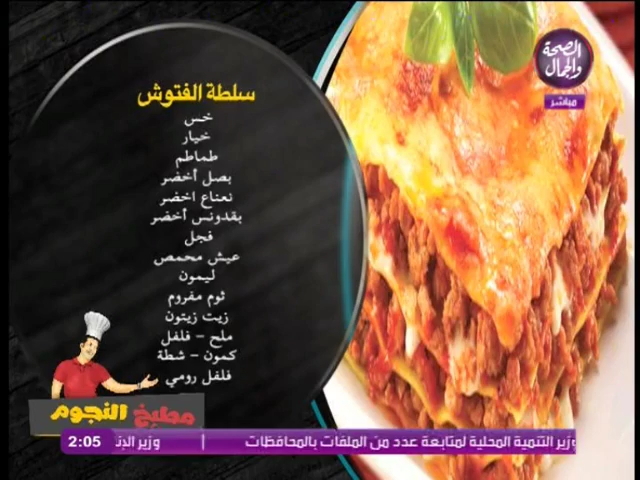 الصحة
والجمال
مباشر
سلطة الفتوش
خس
خيار
طماطم
بصل أخضر
نعناع اخضر
بقدونس أخضر
فجل
عيش محمص
ليمون
ثوم مفروم
زيت زيتون
ملح - فلفل
كمون - شطة
فلفل رومي
مطبخ النجوم
وزير التنمية المحلية لمتابعة عدد من الملفات بالمحافظات | وزير
2:05